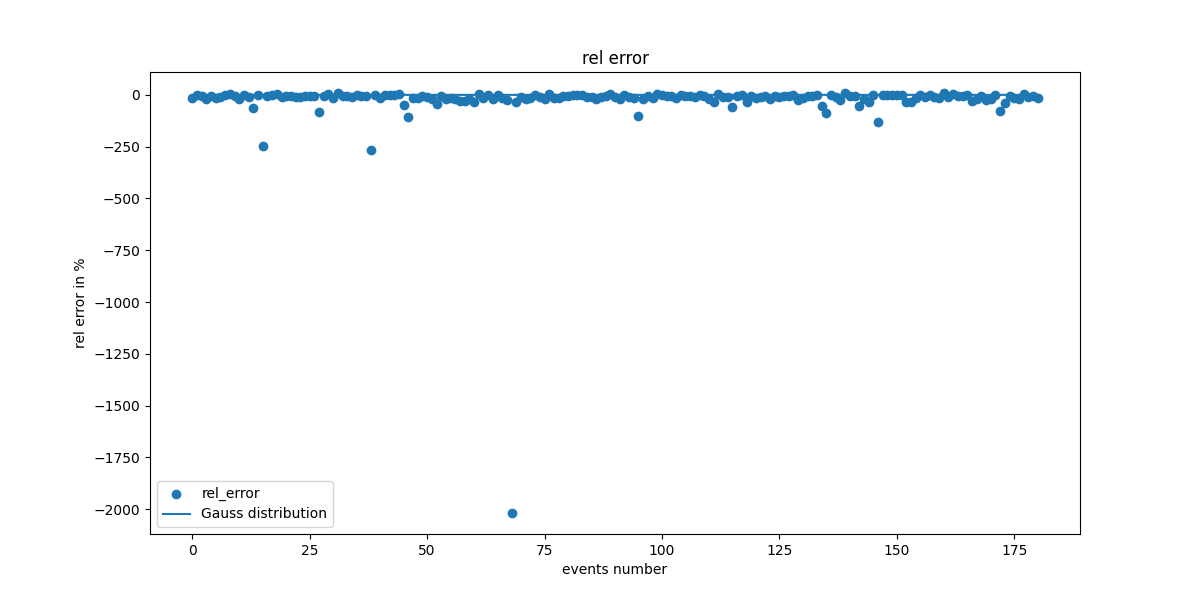 rel error
0
−250
−500
−750
−1000
−1250
−1500
−1750
−2000
rel error in %
rel_error
Gauss distribution
0 25 50 75 100 125 150 175
events number